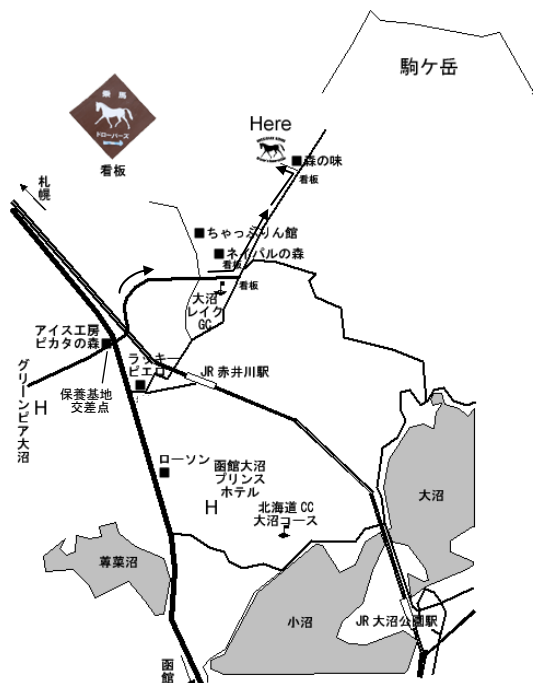 駒ケ岳
乗馬
ドローバーズ
看板
Here
森の味
看板
札幌
ちゃっぷりん館
ネイパルの森
看板
看板
大沼
レイク
GC
アイス工房
ピカタの森
ラッキ
ピエロ
JR 赤井川駅
グリーンピア大沼
H
保養基地
交差点
ローソン
函館大沼
プリンス
ホテル
H
北海道 CC
大沼コース
大沼
蓴菜沼
小沼
JR 大沼公園駅
函館